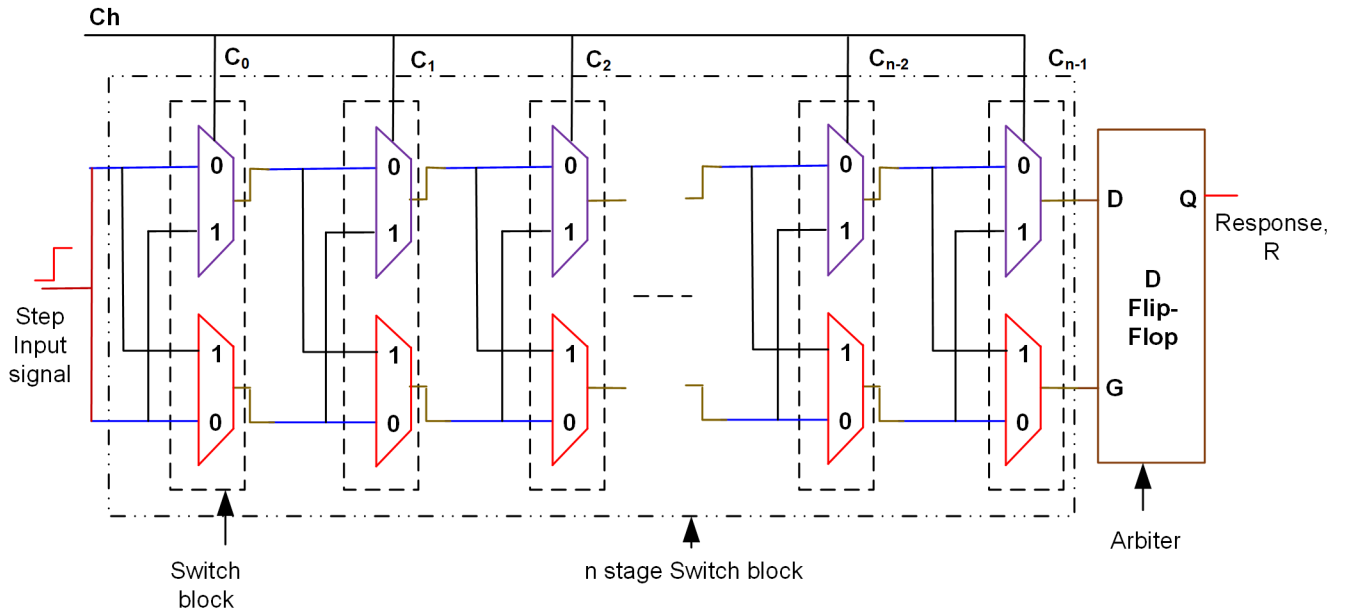 Ch
C0
C1
C2
Cn-2
Cn-1
0
0
0
0
0
1
1
1
1
1
1
1
1
1
1
0
0
0
0
0
D
Q
G
D
Flip-
Flop
Step
Input
signal
Response,
R
Switch
block
n stage Switch block
Arbiter